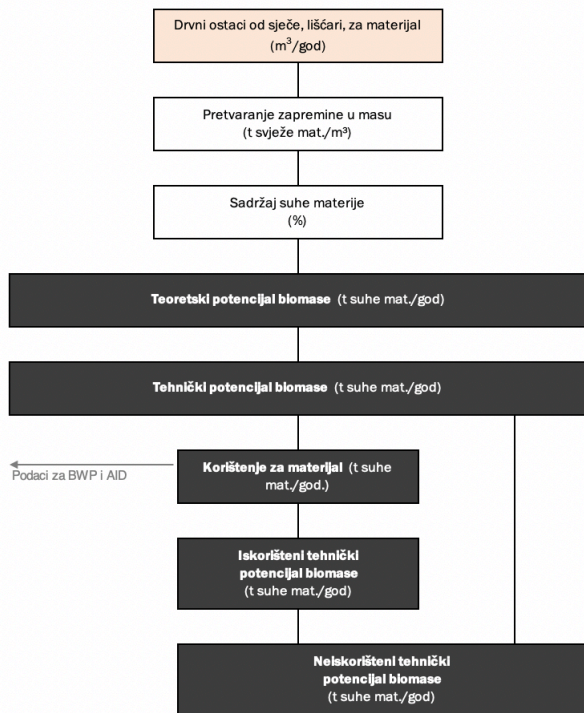 Drvni ostaci od sječe, lišćari, za materijal
(m³/god)
Pretvaranje zapremine u masu
(t svježe mat./m³)
Sadržaj suhe materije
(%)
Teoretski potencijal biomase (t suhe mat./god)
Tehnički potencijal biomase (t suhe mat./god)
Korištenje za materijal (t suhe
mat./god.)
Podaci za BWP i AID
Iskorišteni tehnički
potencijal biomase
(t suhe mat./god)
Neiskorišteni tehnički
potencijal biomase
(t suhe mat./god)